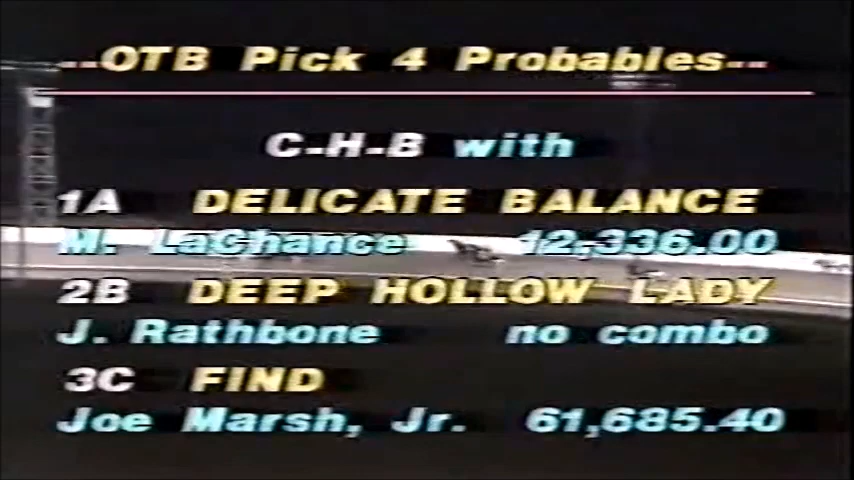 --OTB Pick 4 Probables--
C-H-B with
1A DELICATE BALANCE
M. LaChance 12,336.00
2B DEEP HOLLOW LADY
J. Rathbone no combo
3C FIND
Joe Marsh, Jr. 61,685.40